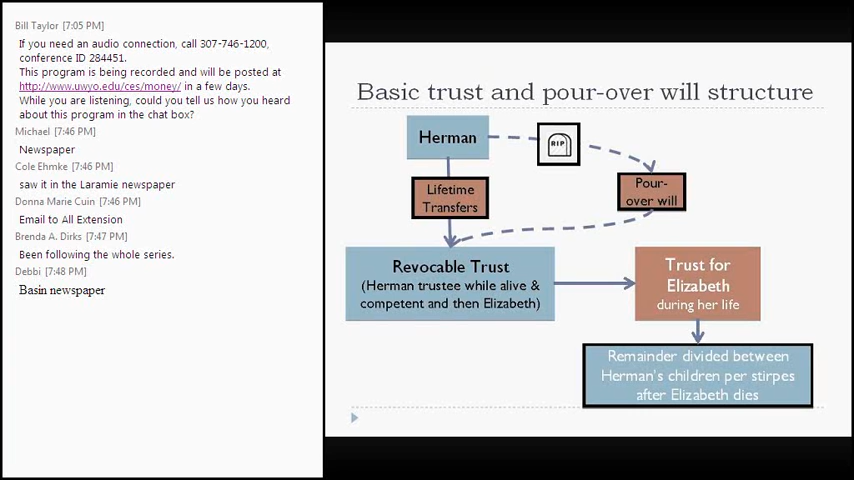 Bill Taylor [7:05 PM]
If you need an audio connection, call 307-746-1200,
conference ID 284451.
This program is being recorded and will be posted at
http://www.uwyo.edu/ces/money/ in a few days.
While you are listening, could you tell us how you heard
about this program in the chat box?
Michael [7:46 PM]
Newspaper
Cole Ehmke [7:46 PM]
saw it in the Laramie newspaper
Donna Marie Cuin [7:46 PM]
Email to All Extension
Brenda A. Dirks [7:47 PM]
Been following the whole series.
Debbi [7:48 PM]
Basin newspaper
Basic trust and pour-over will structure
Herman
RIP
Lifetime
Transfers
Pour-
over will
Revocable Trust
(Herman trustee while alive &
competent and then Elizabeth)
Trust for
Elizabeth
during her life
Remainder divided between
Herman's children per stirpes
after Elizabeth dies